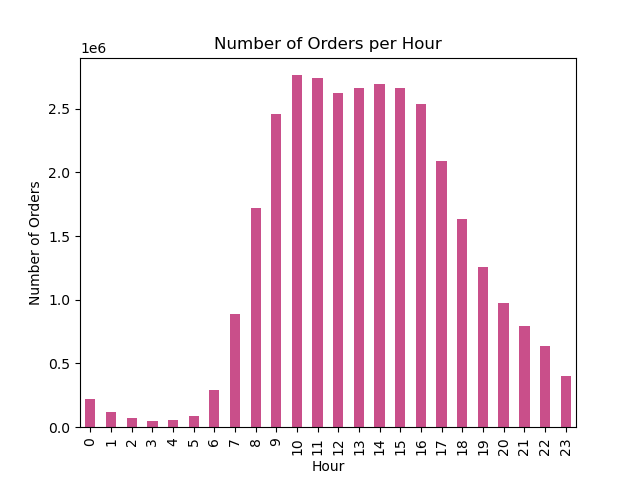 Number of Orders per Hour
1e6
2.5
2.0
1.5
1.0
0.5
0.0
Number of Orders
0 1 2 3 4 5 6 7 8 9 10 11 12 13 14 15 16 17 18 19 20 21 22 23
Hour